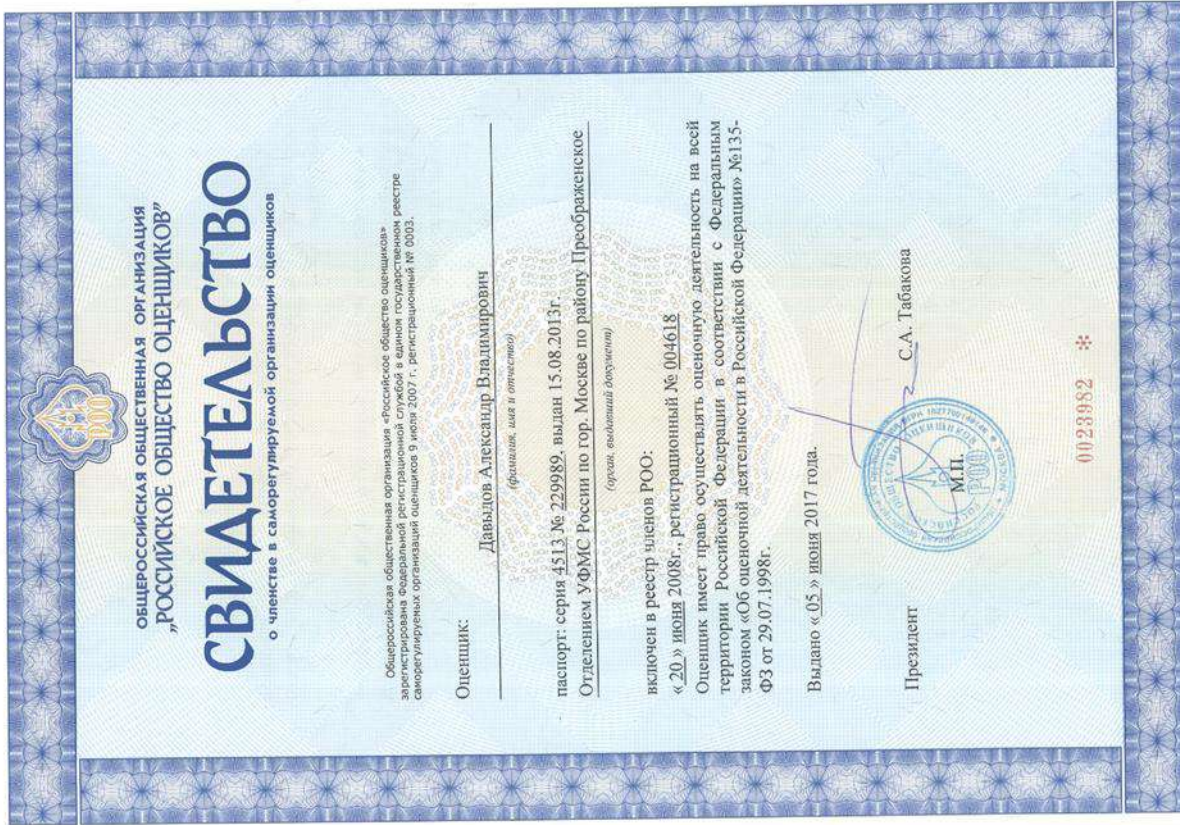 РОО
ОБЩЕРОССИЙСКАЯ ОБЩЕСТВЕННАЯ ОРГАНИЗАЦИЯ
„РОССИЙСКОЕ ОБЩЕСТВО ОЦЕНЩИКОВ”
СВИДЕТЕЛЬСТВО
о членстве в саморегулируемой организации оценщиков
Общероссийская общественная организация «Российское общество оценщиков»
зарегистрирована Федеральной регистрационной службой в едином государственном реестре
саморегулируемых организаций оценщиков 9 июля 2007 г. регистрационный № 0003.
Оценщик:
Давыдов Александр Владимирович
(фамилия, имя и отчество)
паспорт: серия 4513 № 229989, выдан 15.08.2013г.
Отделением УФМС России по гор. Москве по району Преображенское
(орган, выдавший документ)
включен в реестр членов РОО:
« 20 » июня 2008г., регистрационный № 004618
Оценщик имеет право осуществлять оценочную деятельность на всей
территории Российской Федерации в соответствии с Федеральным
законом «Об оценочной деятельности в Российской Федерации» №135-
ФЗ от 29.07.1998г.
Выдано « 05 » июня 2017 года.
Президент
С.А. Табакова
М.П.
РОО
0023982 *